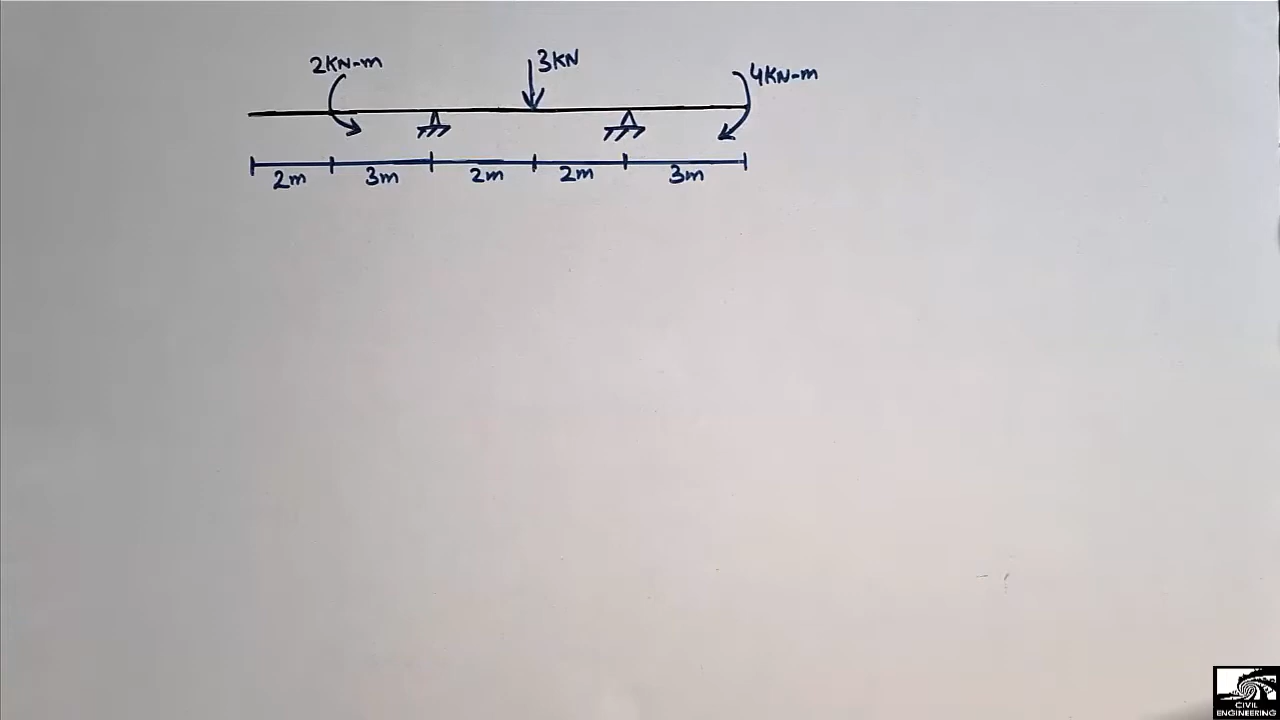 2KN-m
3KN
4KN-m
2m 3m 2m 2m 3m
CIVIL
ENGINEERING